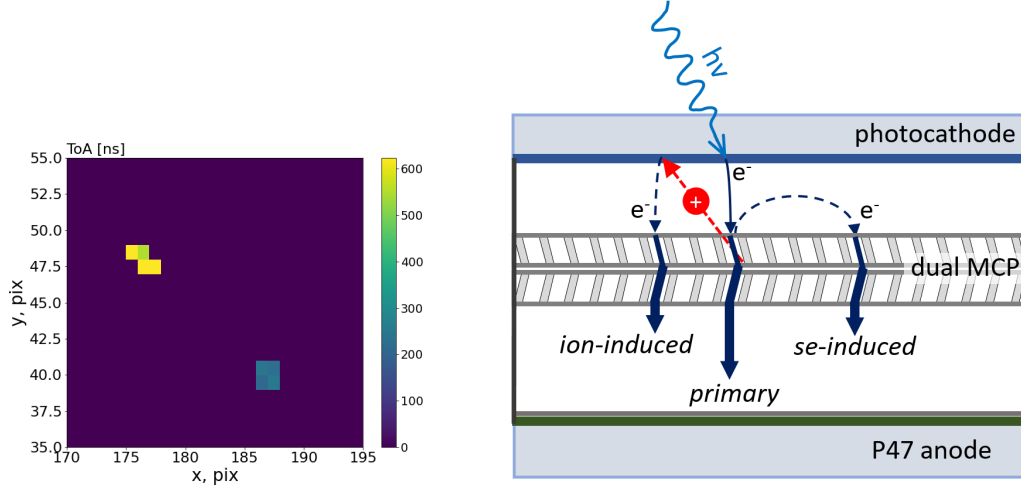 ToA [ns]
55.0
52.5
50.0
47.5
45.0
42.5
40.0
37.5
35.0
y, pix
170
175
180
185
190
195
x, pix
600
500
400
300
200
100
0
hν
photocathode
e-
e-
+
e-
dual MCP
ion-induced
se-induced
primary
P47 anode